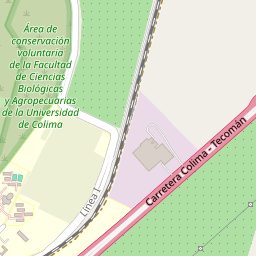 Área de
conservación
voluntaria
de la Facultad
de Ciencias
Biológicas
y Agropecuarias
de la Universidad
de Colima
Carretera Colima - Tecomán
Línea 1